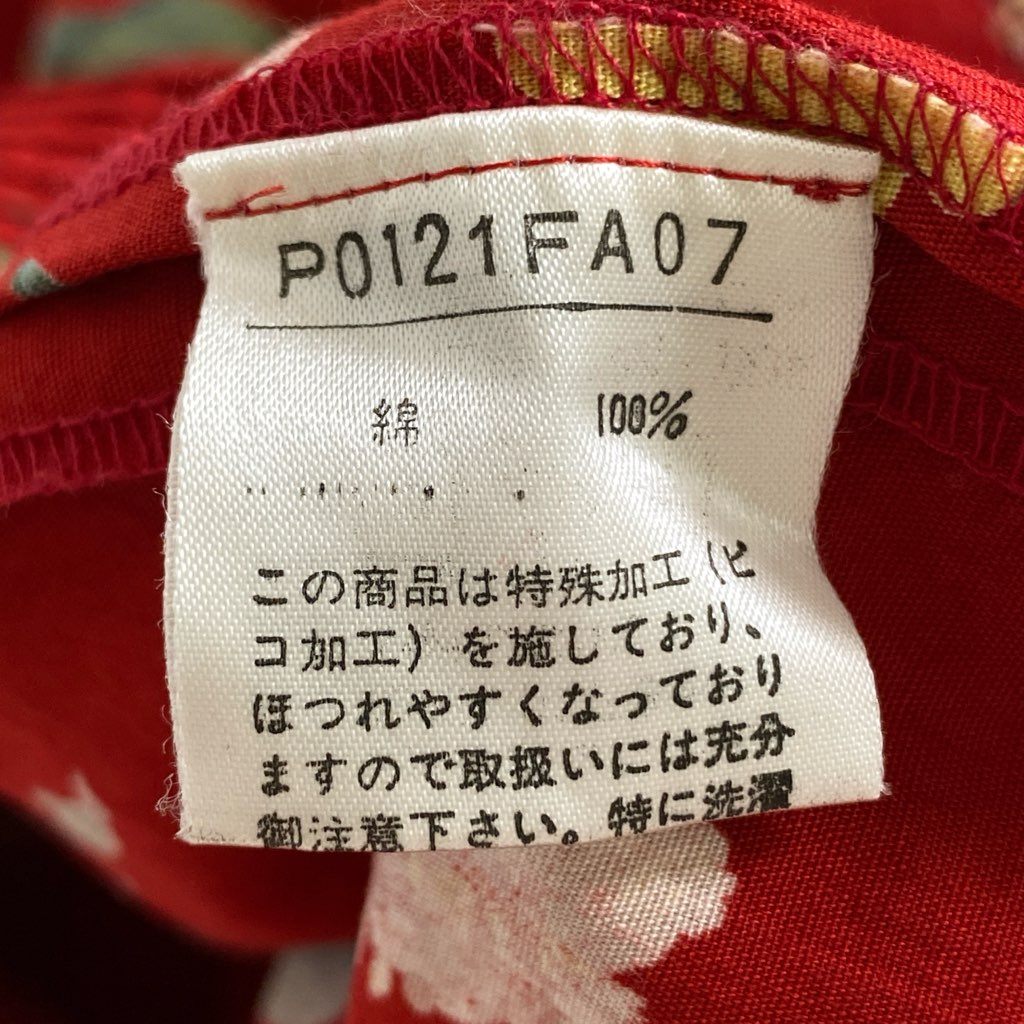 P0121FA07
綿 100%
この商品は特殊加工（ピ
コ加工）を施しており、
ほつれやすくなっており
ますので取扱いには充分
御注意下さい。特に洗濯